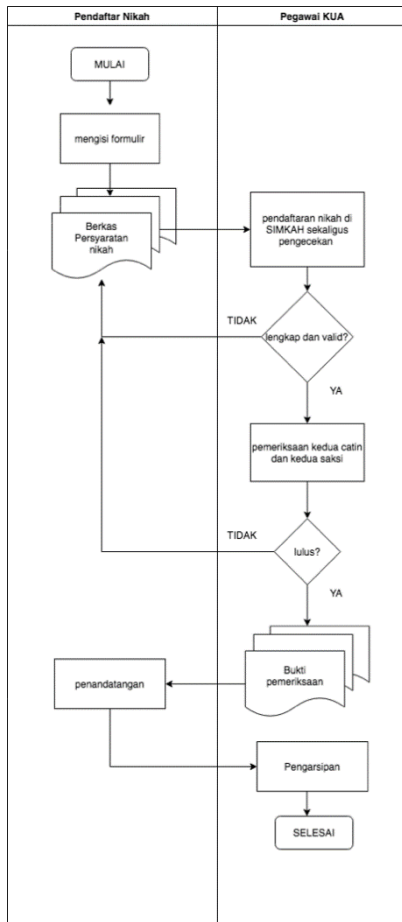 Pendaftar Nikah
Pegawai KUA
MULAI
mengisi formulir
Berkas
Persyaratan
nikah
pendaftaran nikah di
SIMKAH sekaligus
pengecekan
TIDAK
lengkap dan valid?
YA
pemeriksaan kedua catin
dan kedua saksi
TIDAK
lulus?
YA
Bukti
pemeriksaan
penandatangan
Pengarsipan
SELESAI